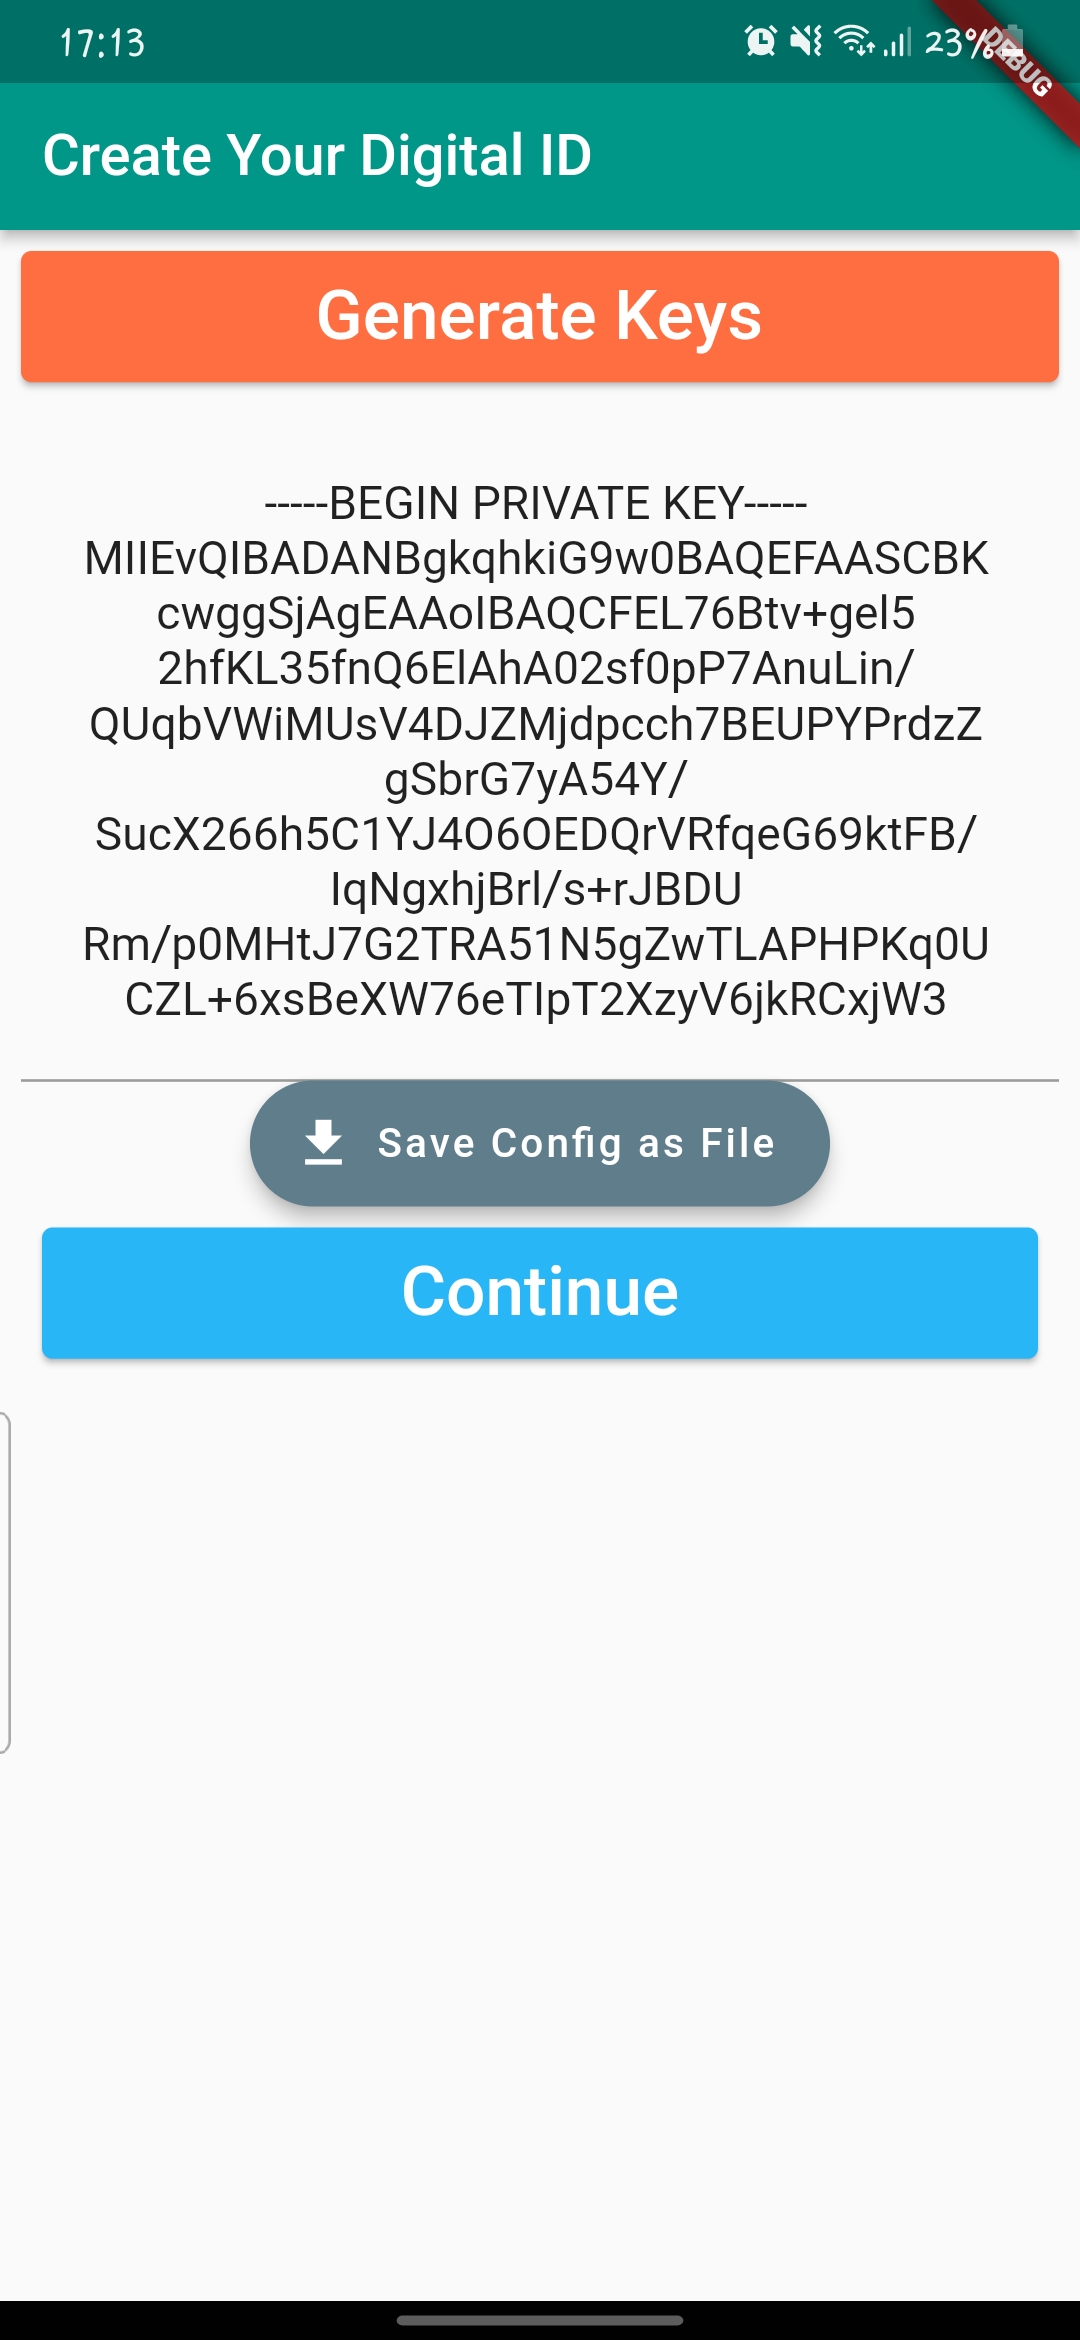 17:13
23%
DEBUG
Create Your Digital ID
Generate Keys
-----BEGIN PRIVATE KEY-----
MIIEvQIBADANBgkqhkiG9w0BAQEFAASCBK
cwggSjAgEAAoIBAQCFEL76Btv+gel5
2hfKL35fnQ6ElAhA02sf0pP7AnuLin/
QUqbVWiMUsV4DJZMjdpcch7BEUPYPrdzZ
gSbrG7yA54Y/
SucX266h5C1YJ4O6OEDQrVRfqeG69ktFB/
IqNgxhjBrl/s+rJBDU
Rm/p0MHtJ7G2TRA51N5gZwTLAPHPKq0U
CZL+6xsBeXW76eTIpT2XzyV6jkRCxjW3
Save Config as File
Continue